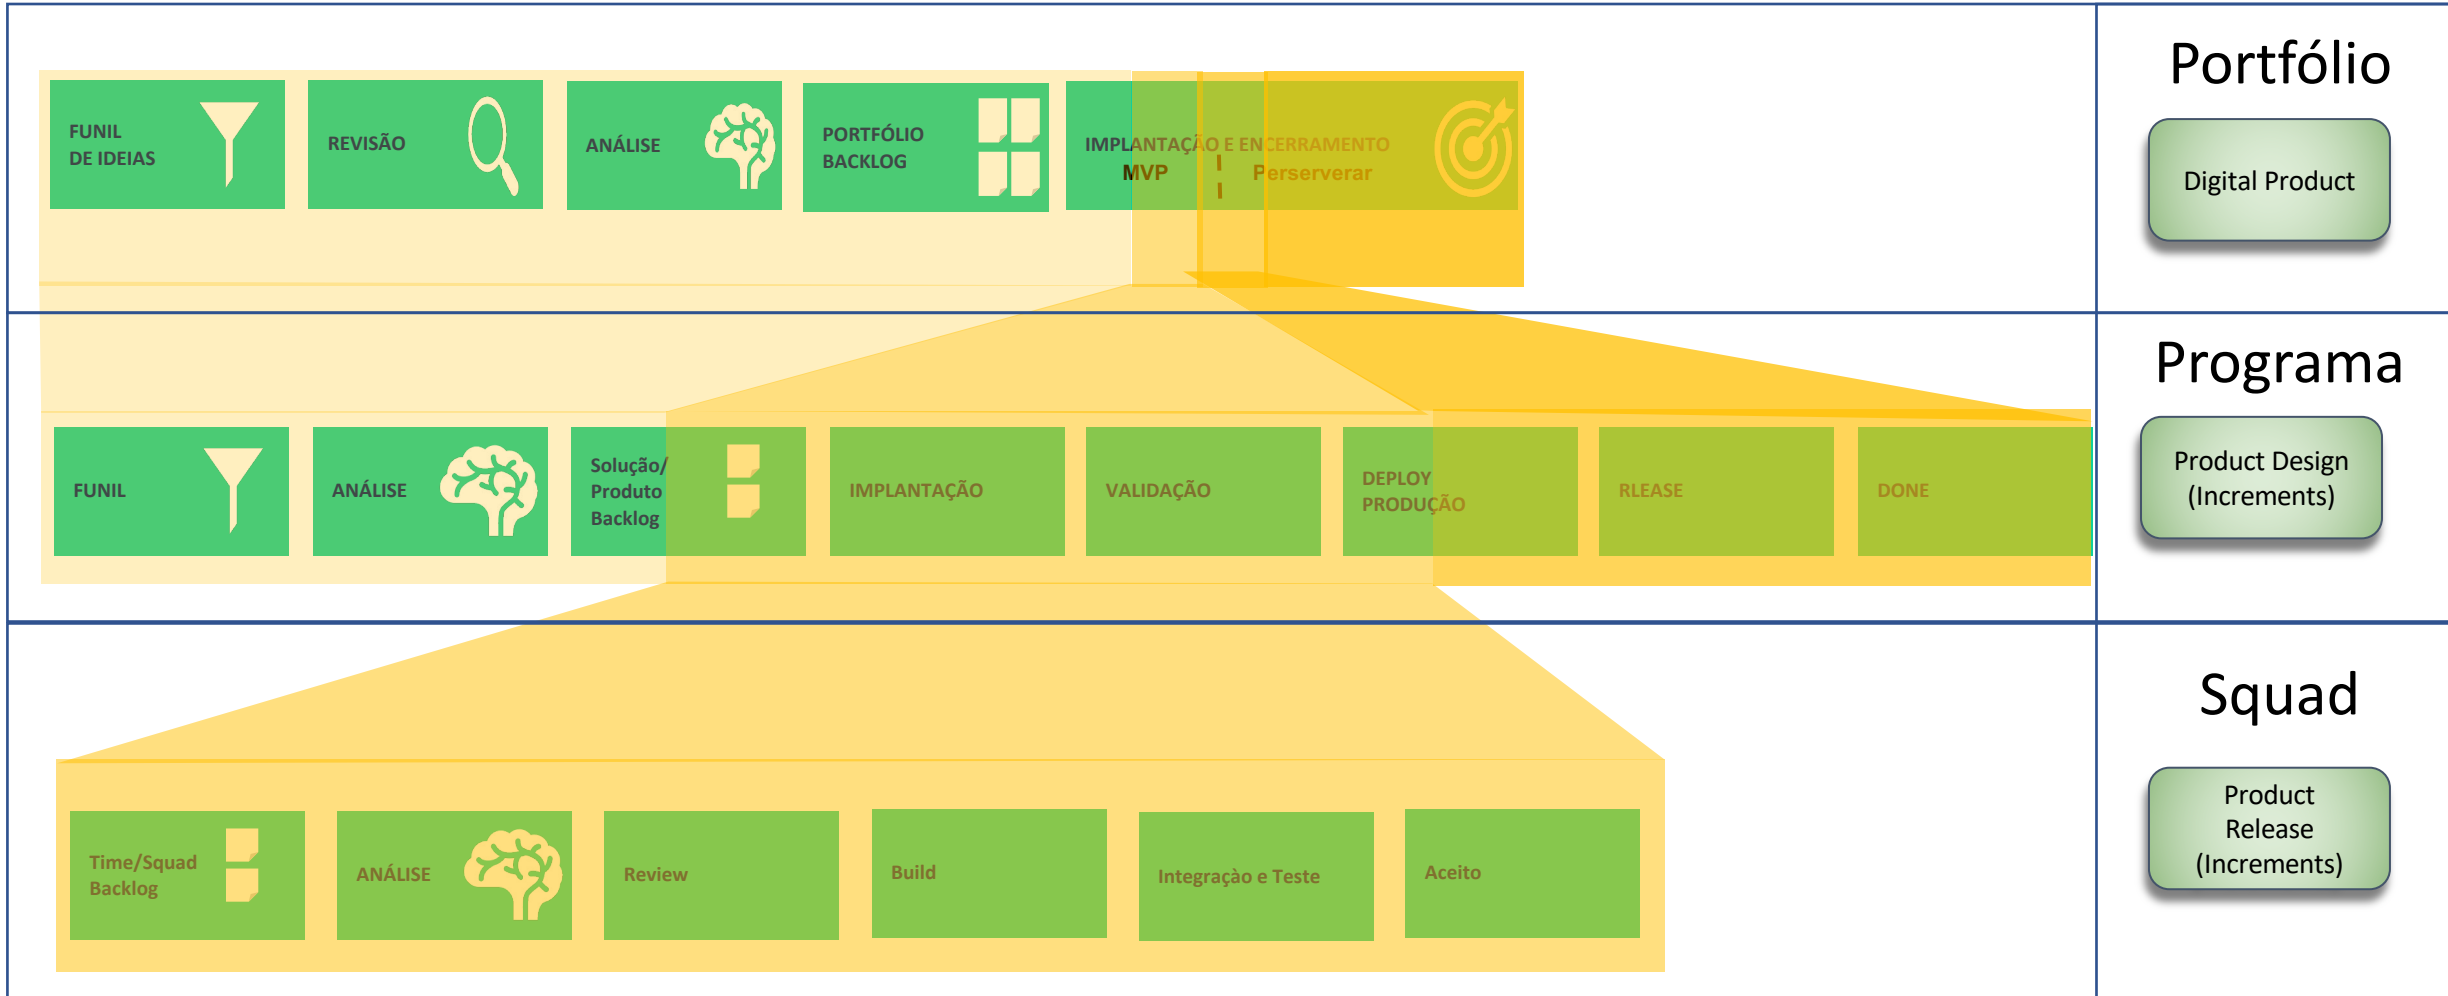 Portfólio
FUNIL
DE IDEIAS
REVISÃO
ANÁLISE
PORTFÓLIO
BACKLOG
IMPLANTAÇÃO E ENCERRAMENTO
MVP
Perserverar
Digital Product
Programa
FUNIL
ANÁLISE
Solução/
Produto
Backlog
IMPLANTAÇÃO
VALIDAÇÃO
DEPLOY
PRODUÇÃO
RLEASE
DONE
Product Design
(Increments)
Squad
Time/Squad
Backlog
ANÁLISE
Review
Build
Integraçào e Teste
Aceito
Product
Release
(Increments)